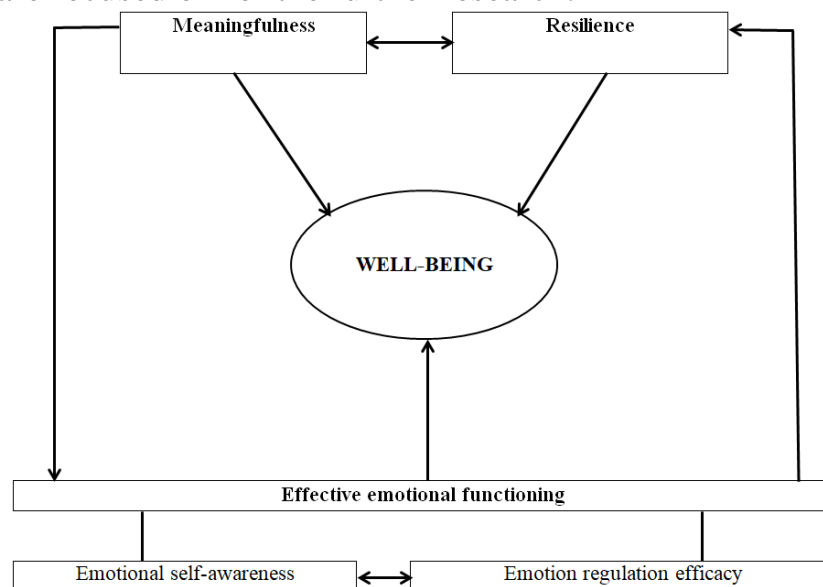 Meaningfulness
Resilience
WELL-BEING
Effective emotional functioning
Emotional self-awareness
Emotion regulation efficacy